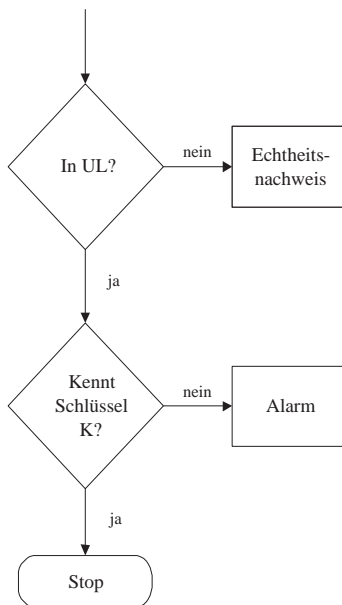 In UL?
nein
Echtheits-
nachweis
ja
Kennt
Schlüssel
K?
nein
Alarm
ja
Stop